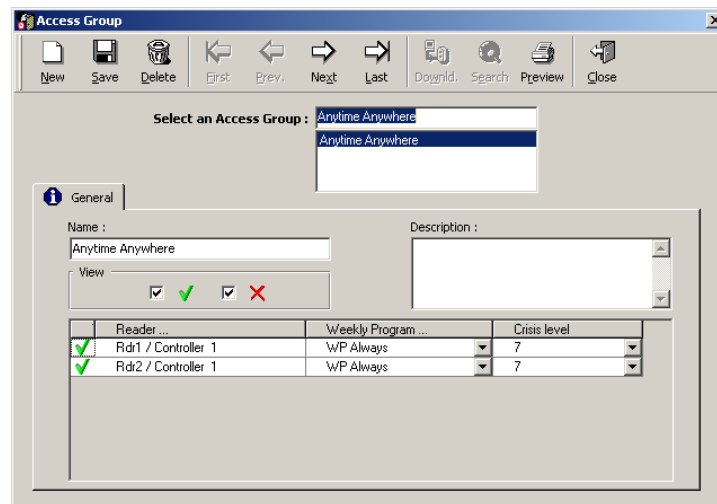 Access Group
New Save Delete First Prev. Next Last Downld. Search Preview Close
Select an Access Group : Anytime Anywhere
Anytime Anywhere
General
Name : Description :
Anytime Anywhere
View
Reader ... Weekly Program ... Crisis level
Rdr1 / Controller 1 WP Always 7
Rdr2 / Controller 1 WP Always 7